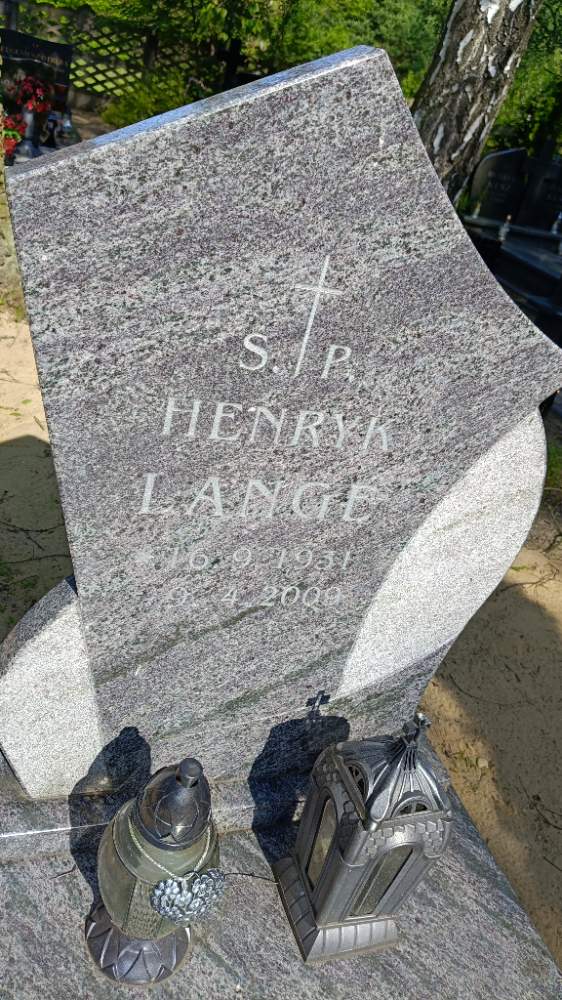 S. P.
HENRYK
LANGE
* 16. 9. 1931
9. 4. 2009